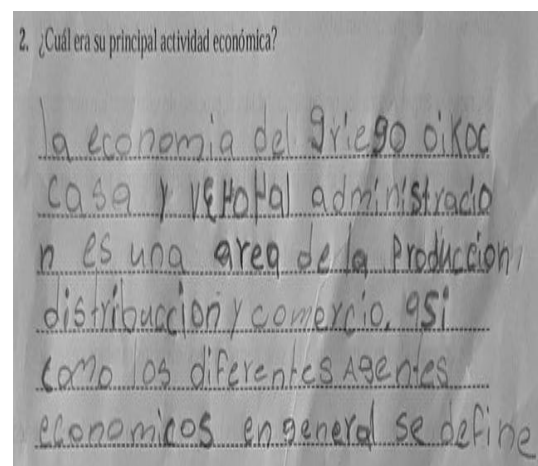 2. ¿Cuál era su principal actividad económica?
la economia del griego oikoc
casa y veHoHal administracio
n es una area de la Produccion,
distribuccion y comercio, asi
como los diferentes Agentes
economicos en general se define